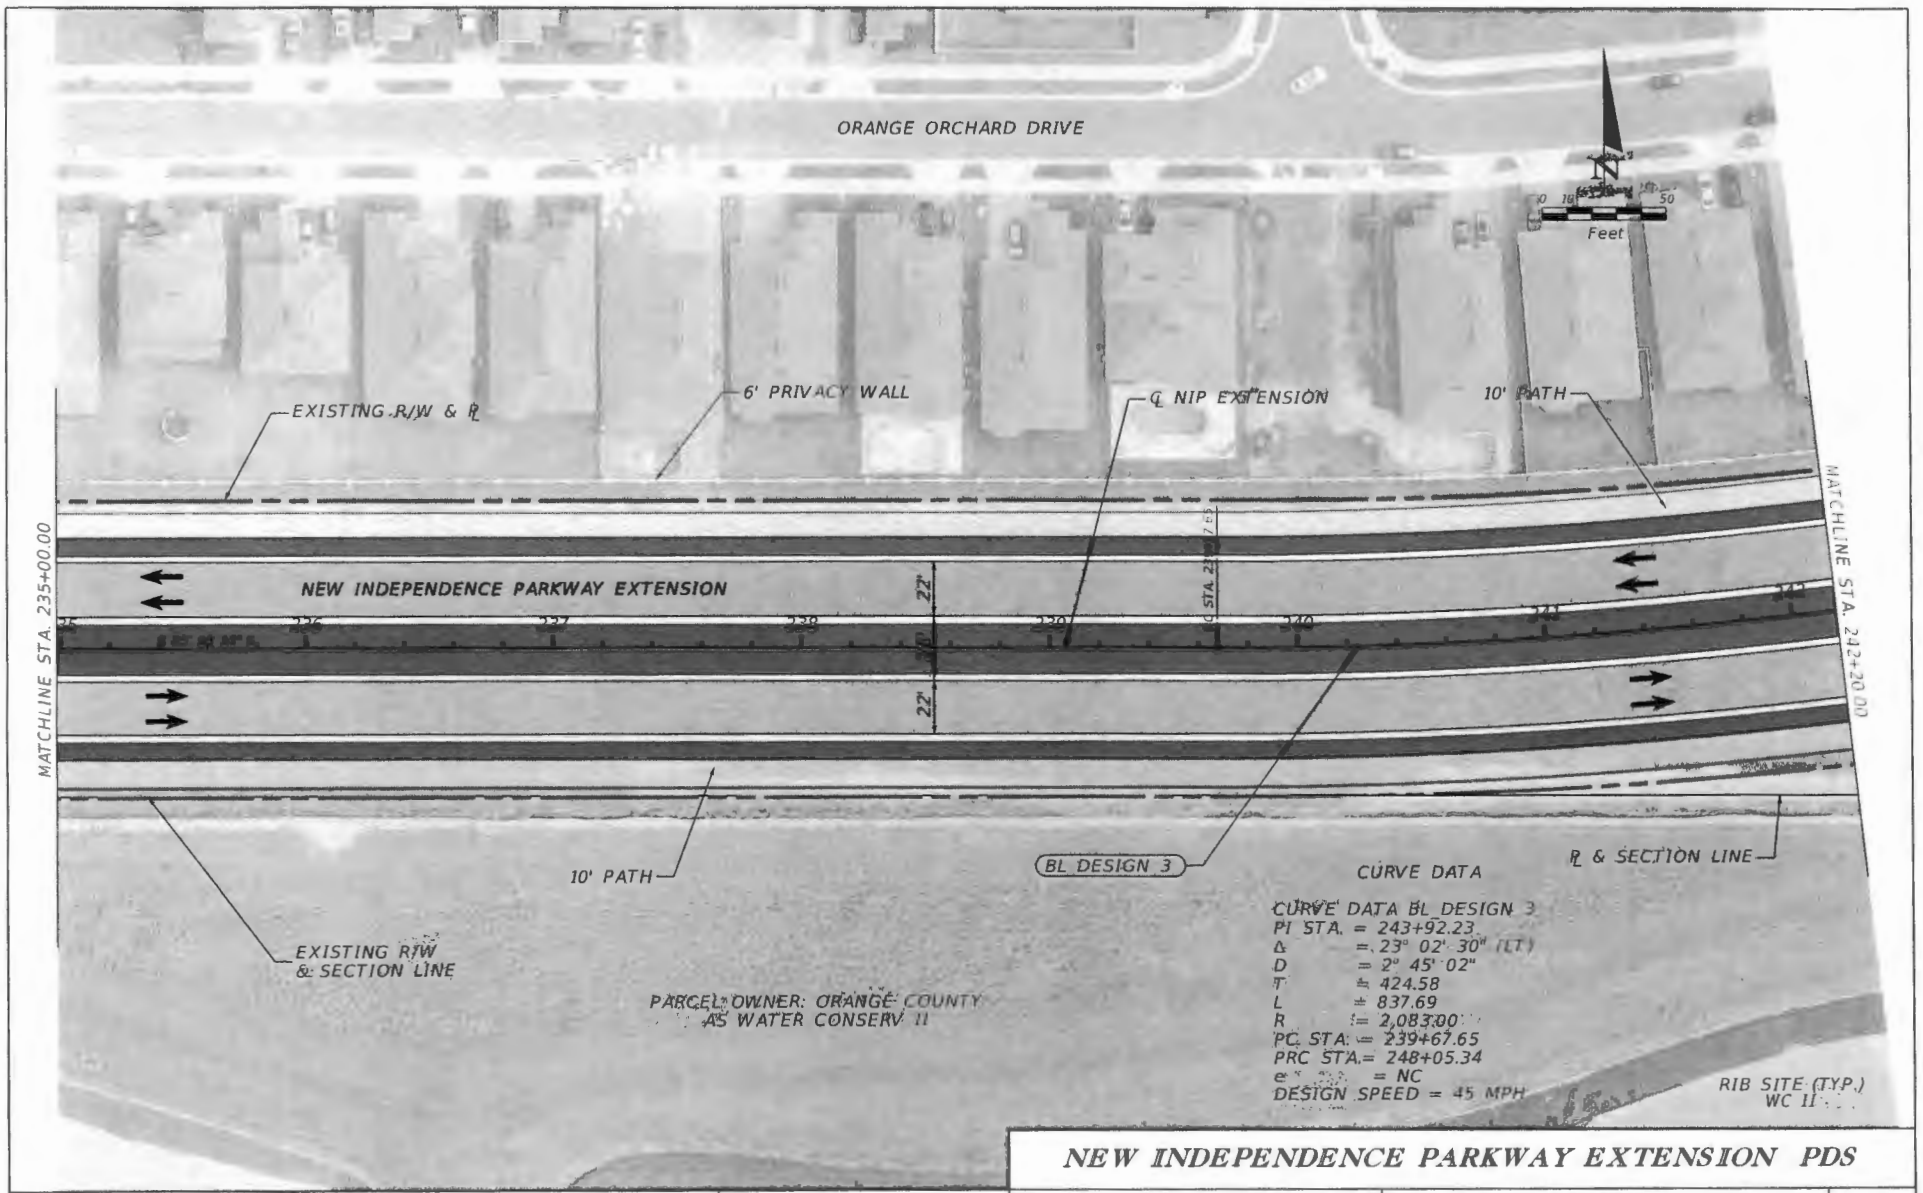 ORANGE ORCHARD DRIVE
N
0 10 50
Feet
6' PRIVACY WALL
℄ NIP EXTENSION
10' PATH
EXISTING R/W & ⅊
MATCHLINE STA. 235+00.00
MATCHLINE STA. 242+20.00
NEW INDEPENDENCE PARKWAY EXTENSION
22'
22'
236
237
238
239
240
241
242
10' PATH
BL DESIGN 3
⅊ & SECTION LINE
EXISTING R/W
& SECTION LINE
PARCEL OWNER: ORANGE COUNTY
AS WATER CONSERV II
CURVE DATA
CURVE DATA BL_DESIGN 3
PI STA. = 243+92.23
Δ = 23° 02' 30" (LT)
D = 2° 45' 02"
T = 424.58
L = 837.69
R = 2,083.00
PC STA. = 239+67.65
PRC STA. = 248+05.34
e = NC
DESIGN SPEED = 45 MPH
RIB SITE (TYP.)
WC II
NEW INDEPENDENCE PARKWAY EXTENSION PDS